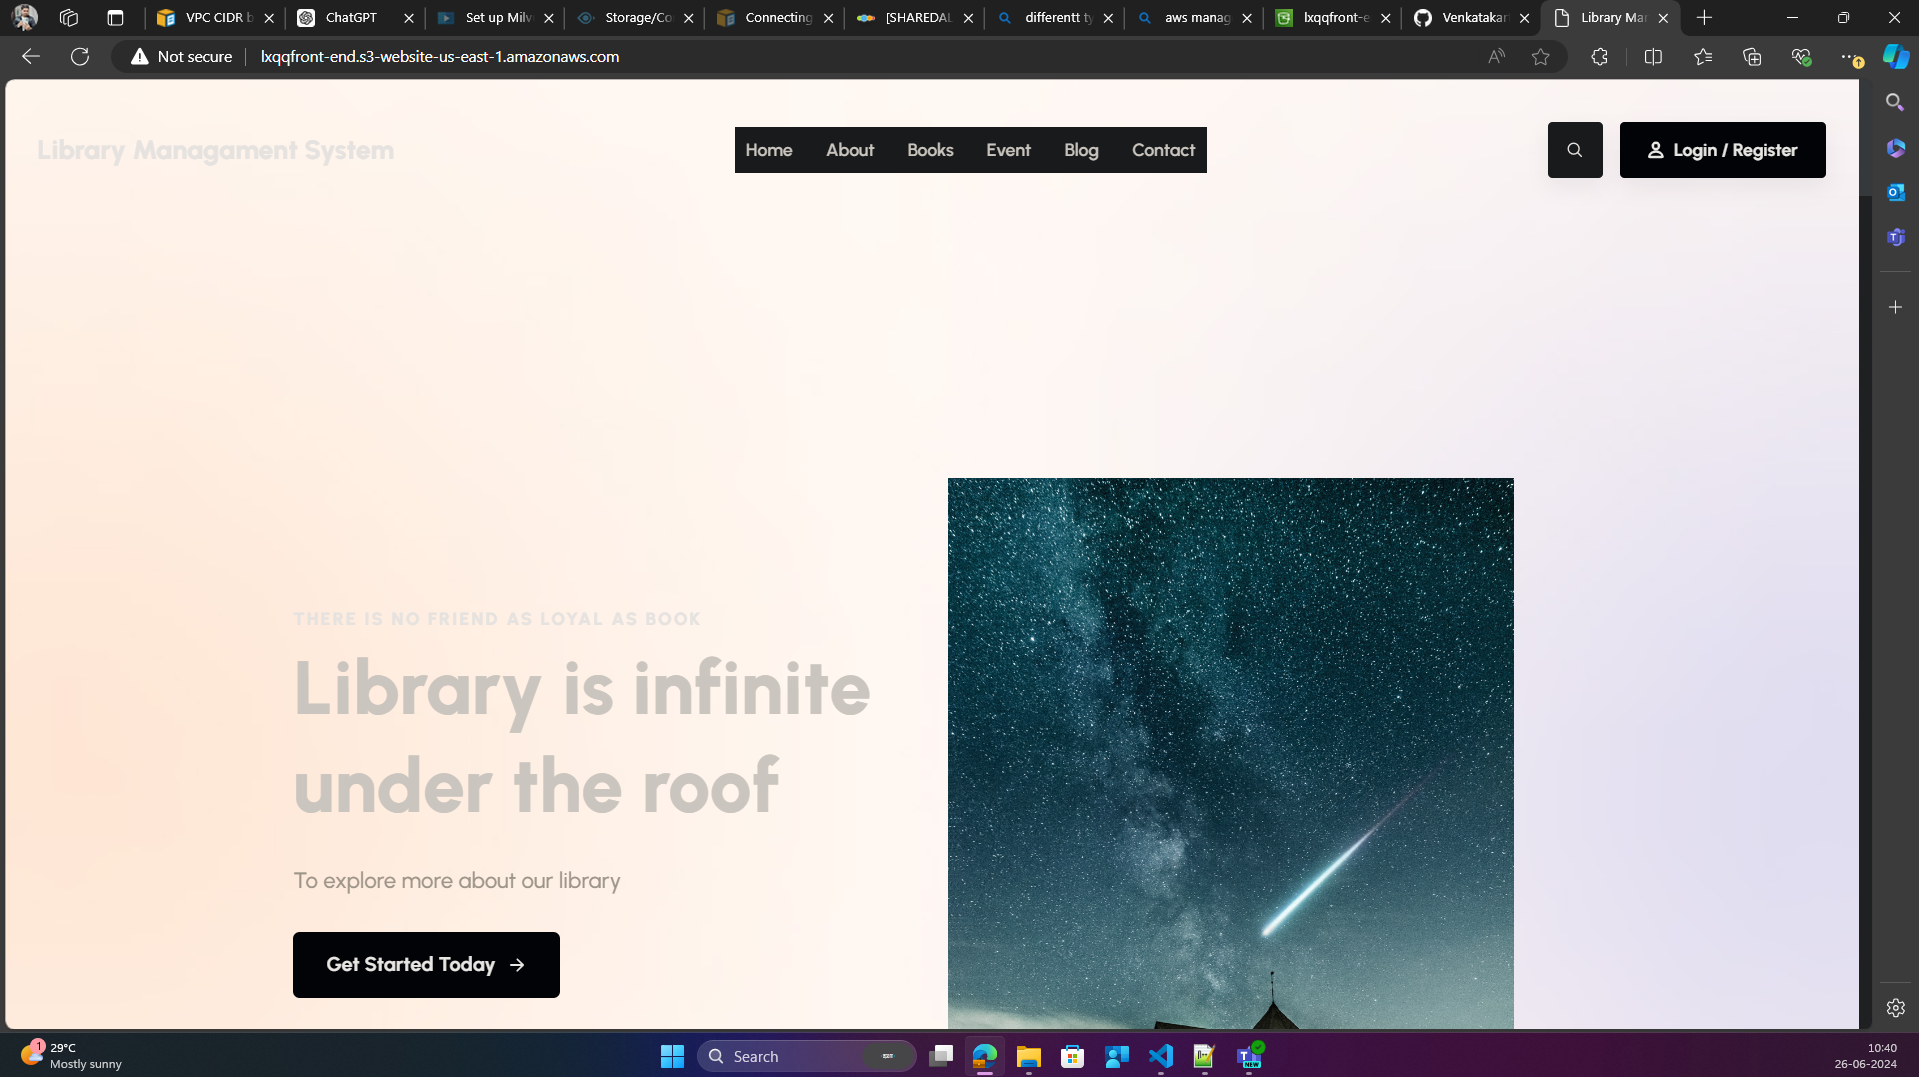 VPC CIDR b
ChatGPT
Set up Milv
Storage/Co
Connecting
[SHAREDAL
differentt ty
aws manag
lxqqfront-e
Venkatakar
Library Mar
Not secure
lxqqfront-end.s3-website-us-east-1.amazonaws.com
Library Managament System
Home
About
Books
Event
Blog
Contact
Login / Register
THERE IS NO FRIEND AS LOYAL AS BOOK
Library is infinite
under the roof
To explore more about our library
Get Started Today
1
29°C
Mostly sunny
Search
NEW
10:40
26-06-2024